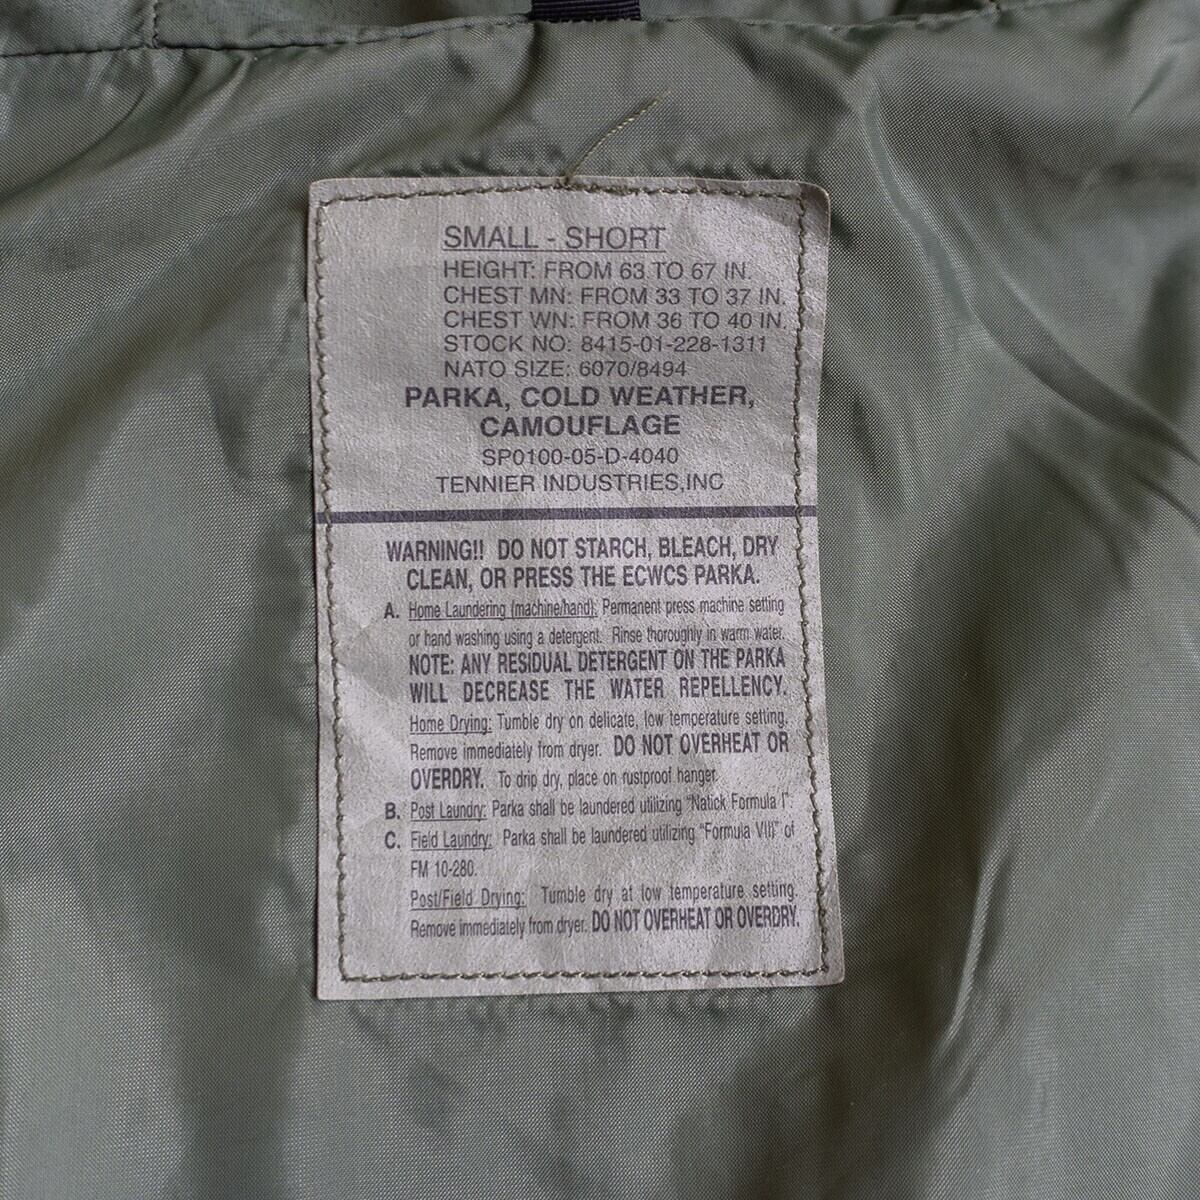 SMALL - SHORT
HEIGHT: FROM 63 TO 67 IN.
CHEST MN: FROM 33 TO 37 IN.
CHEST WN: FROM 36 TO 40 IN.
STOCK NO: 8415-01-228-1311
NATO SIZE: 6070/8494
PARKA, COLD WEATHER,
CAMOUFLAGE
SP0100-05-D-4040
TENNIER INDUSTRIES,INC
WARNING!! DO NOT STARCH, BLEACH, DRY
CLEAN, OR PRESS THE ECWCS PARKA.
A. Home Laundering (machine/hand): Permanent press machine setting
or hand washing using a detergent. Rinse thoroughly in warm water.
NOTE: ANY RESIDUAL DETERGENT ON THE PARKA
WILL DECREASE THE WATER REPELLENCY.
Home Drying: Tumble dry on delicate, low temperature setting.
Remove immediately from dryer. DO NOT OVERHEAT OR
OVERDRY. To drip dry, place on rustproof hanger.
B. Post Laundry: Parka shall be laundered utilizing "Natick Formula I".
C. Field Laundry: Parka shall be laundered utilizing "Formula VIII" of
FM 10-280.
Post/Field Drying: Tumble dry at low temperature setting.
Remove immediately from dryer. DO NOT OVERHEAT OR OVERDRY.